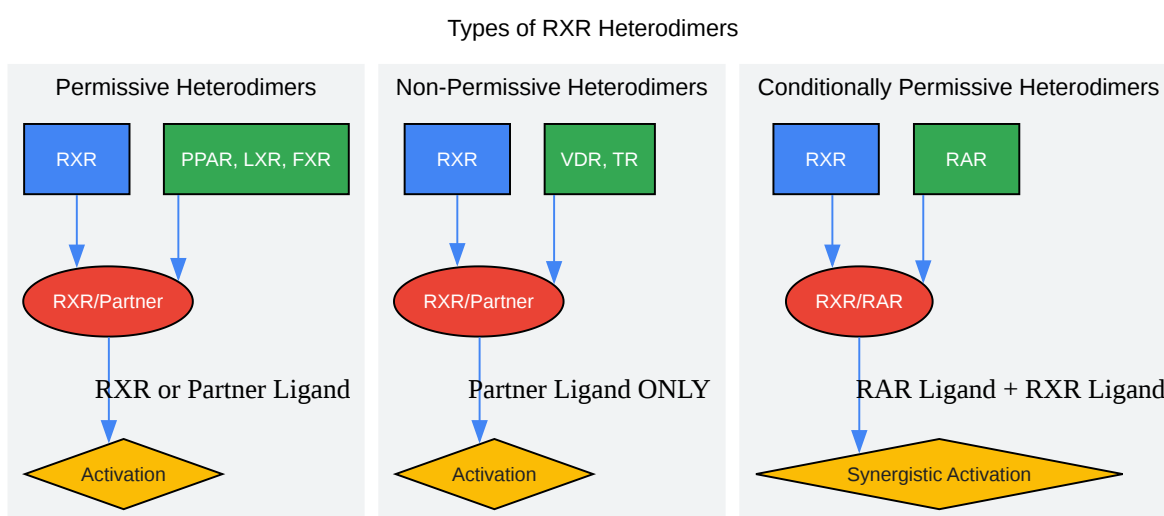 Types of RXR Heterodimers
Permissive Heterodimers
RXR
PPAR, LXR, FXR
RXR/Partner
RXR or Partner Ligand
Activation
Non-Permissive Heterodimers
RXR
VDR, TR
RXR/Partner
Partner Ligand ONLY
Activation
Conditionally Permissive Heterodimers
RXR
RAR
RXR/RAR
RAR Ligand + RXR Ligand
Synergistic Activation